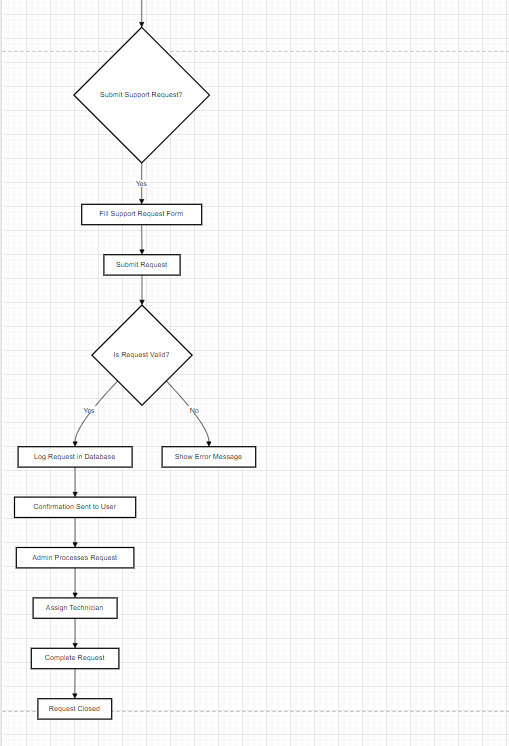 Submit Support Request?
Yes
Fill Support Request Form
Submit Request
Is Request Valid?
Yes
No
Log Request in Database
Show Error Message
Confirmation Sent to User
Admin Processes Request
Assign Technician
Complete Request
Request Closed